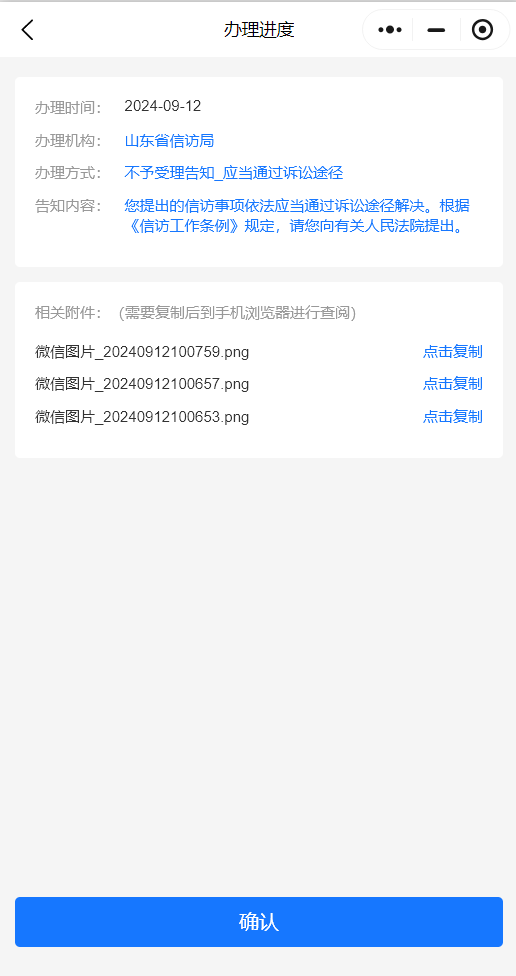 办理进度
办理时间： 2024-09-12
办理机构： 山东省信访局
办理方式： 不予受理告知_应当通过诉讼途径
告知内容： 您提出的信访事项依法应当通过诉讼途径解决。根据
《信访工作条例》规定，请您向有关人民法院提出。
相关附件： (需要复制后到手机浏览器进行查阅)
微信图片_20240912100759.png 点击复制
微信图片_20240912100657.png 点击复制
微信图片_20240912100653.png 点击复制
确认